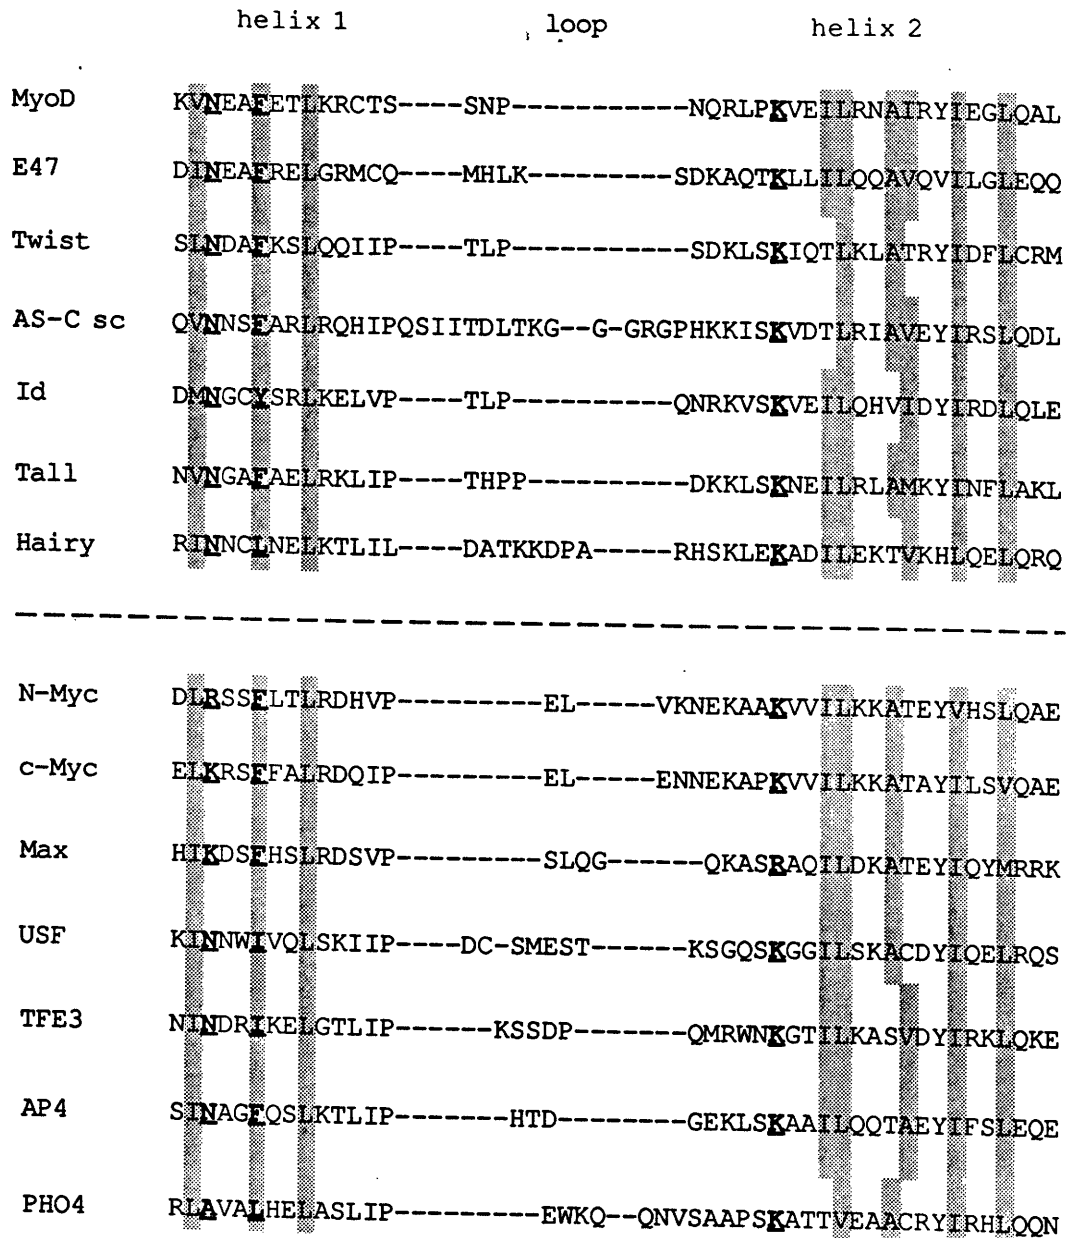 helix 1 loop helix 2
MyoD KVNEAFETLKRCTS----SNP-----------NQRLPKVEILRNAIRYIEGLQAL
E47 DINEAFRELGRMCQ----MHLK---------SDKAQTKLLILQQAVQVILGLEQQ
Twist SLNDAFKSLQQIIP----TLP-----------SDKLSKIQTLKLATRYIDFLCRM
AS-C sc QVNNSFARLRQHIPQSIITDLTKG--G-GRGPHKKISKVDTLRIAVEYIRSLQDL
Id DMNGCYSRLKELVP----TLP----------QNRKVSKVEILQHVIDYIRDLQLE
Tall NVNGAFAELRKLIP----THPP----------DKKLSKNEILRLAMKYINFLAKL
Hairy RINNCLNELKTLIL----DATKKDPA-----RHSKLEKADILEKTVKHLQELQRQ
N-Myc DLRSSFLTLRDHVP---------EL-----VKNEKAAKVVILKKATEYVHSLQAE
c-Myc ELKRSFFALRDQIP---------EL-----ENNEKAPKVVILKKATAYILSVQAE
Max HIKDSFHSLRDSVP---------SLQG------QKASRAQILDKATEYIQYMRRK
USF KINNWIVQLSKIIP----DC-SMEST------KSGQSKGGILSKACDYIQELRQS
TFE3 NINDRIKELGTLIP------KSSDP-------QMRWNKGTILKASVDYIRKLQKE
AP4 SINAGFQSLKTLIP-------HTD--------GEKLSKAAILQQTAEYIFSLEQE
PHO4 RLAVALHELASLIP---------EWKQ--QNVSAAPSKATTVEAACRYIRHLQQN